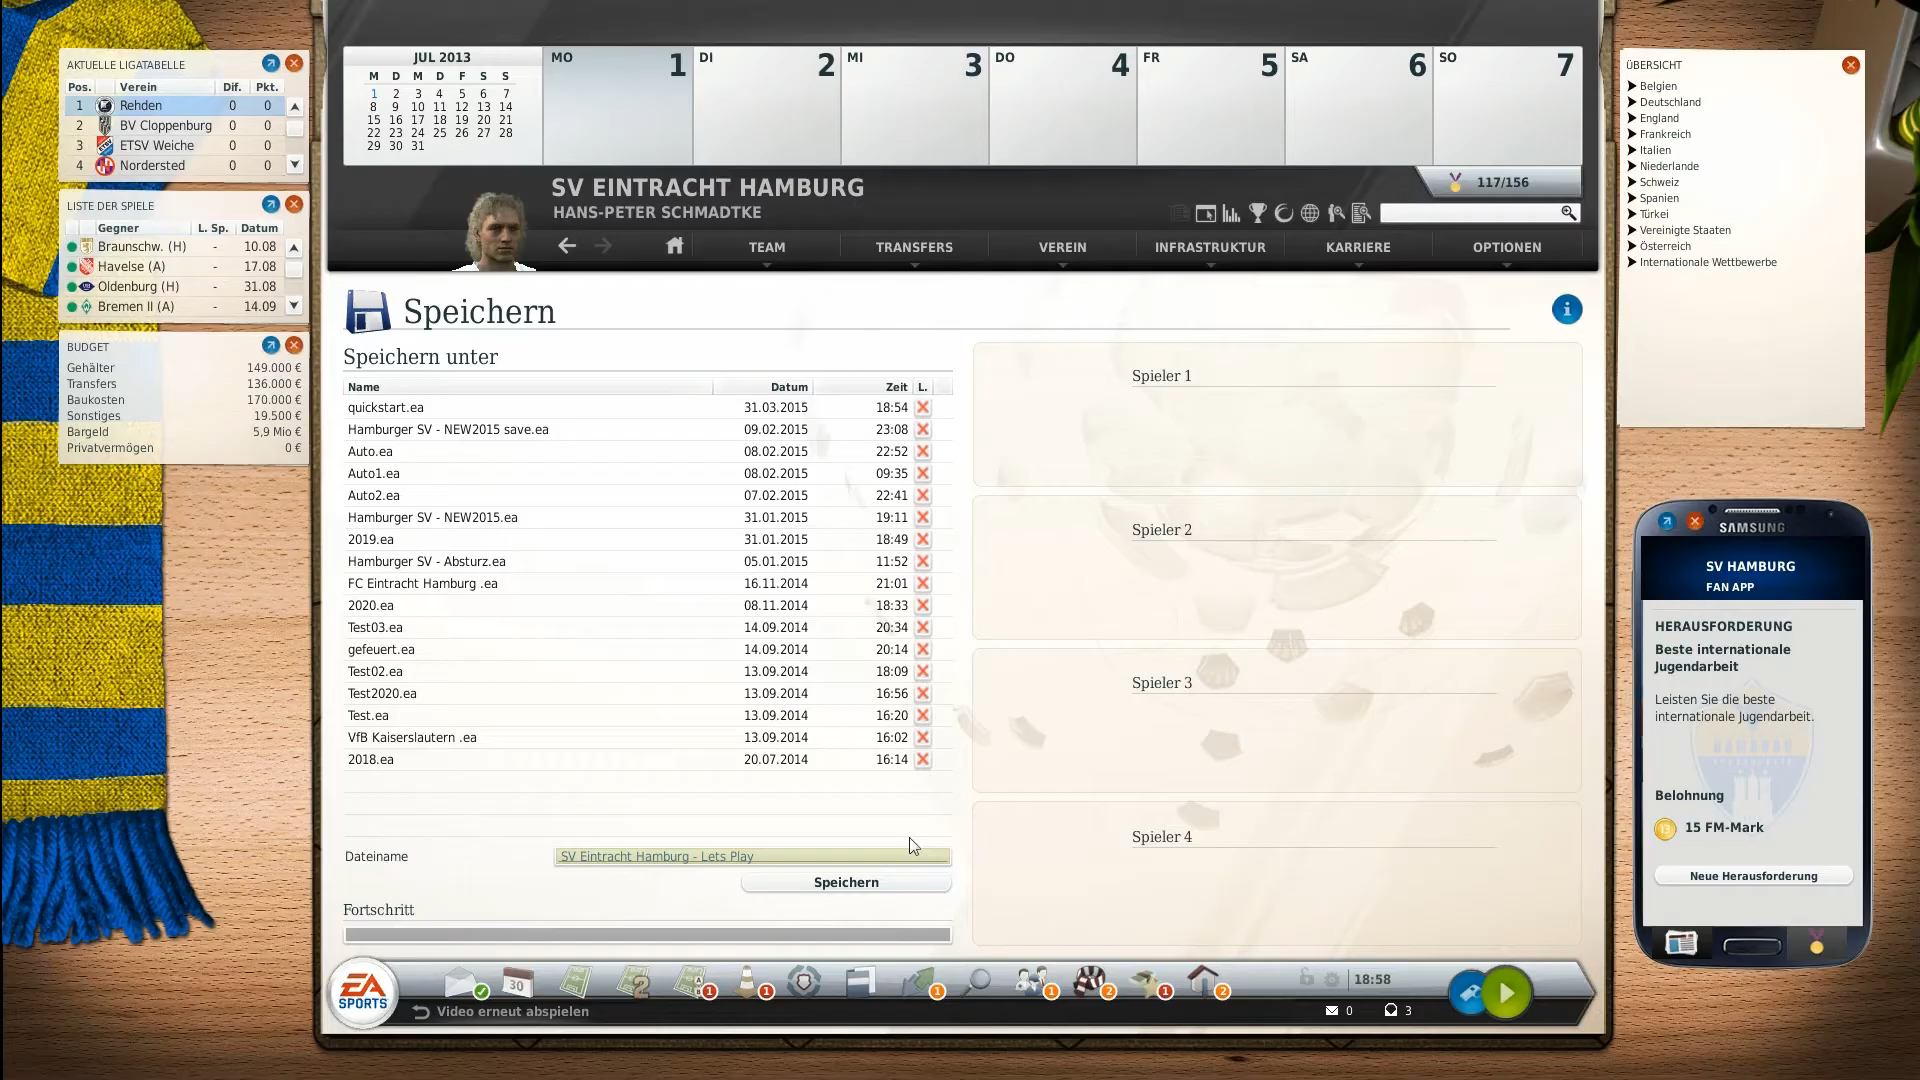 AKTUELLE LIGATABELLE
Pos. Verein Dif. Pkt.
1 Rehden 0 0
2 BV Cloppenburg 0 0
3 ETSV Weiche 0 0
4 Nordersted 0 0
LISTE DER SPIELE
Gegner L. Sp. Datum
Braunschw. (H) - 10.08
Havelse (A) - 17.08
Oldenburg (H) - 31.08
Bremen II (A) - 14.09
BUDGET
Gehälter 149.000 €
Transfers 136.000 €
Baukosten 170.000 €
Sonstiges 19.500 €
Bargeld 5,9 Mio €
Privatvermögen 0 €
JUL 2013
M D M D F S S
1 2 3 4 5 6 7
8 9 10 11 12 13 14
15 16 17 18 19 20 21
22 23 24 25 26 27 28
29 30 31
MO 1 DI 2 MI 3 DO 4 FR 5 SA 6 SO 7
SV EINTRACHT HAMBURG
HANS-PETER SCHMADTKE
117/156
TEAM TRANSFERS VEREIN INFRASTRUKTUR KARRIERE OPTIONEN
Speichern
Speichern unter
Name Datum Zeit L.
quickstart.ea 31.03.2015 18:54
Hamburger SV - NEW2015 save.ea 09.02.2015 23:08
Auto.ea 08.02.2015 22:52
Auto1.ea 08.02.2015 09:35
Auto2.ea 07.02.2015 22:41
Hamburger SV - NEW2015.ea 31.01.2015 19:11
2019.ea 31.01.2015 18:49
Hamburger SV - Absturz.ea 05.01.2015 11:52
FC Eintracht Hamburg .ea 16.11.2014 21:01
2020.ea 08.11.2014 18:33
Test03.ea 14.09.2014 20:34
gefeuert.ea 14.09.2014 20:14
Test02.ea 13.09.2014 18:09
Test2020.ea 13.09.2014 16:56
Test.ea 13.09.2014 16:20
VfB Kaiserslautern .ea 13.09.2014 16:02
2018.ea 20.07.2014 16:14
Dateiname SV Eintracht Hamburg - Lets Play
Speichern
Fortschritt
Spieler 1
Spieler 2
Spieler 3
Spieler 4
ÜBERSICHT
Belgien
Deutschland
England
Frankreich
Italien
Niederlande
Schweiz
Spanien
Türkei
Vereinigte Staaten
Österreich
Internationale Wettbewerbe
SAMSUNG
SV HAMBURG
FAN APP
HERAUSFORDERUNG
Beste internationale
Jugendarbeit
Leisten Sie die beste
internationale Jugendarbeit.
HAMBURG
Belohnung
13 15 FM-Mark
Neue Herausforderung
EA
SPORTS
30 2 1 1 1 1 2 1 2
18:58
Video erneut abspielen
0 3